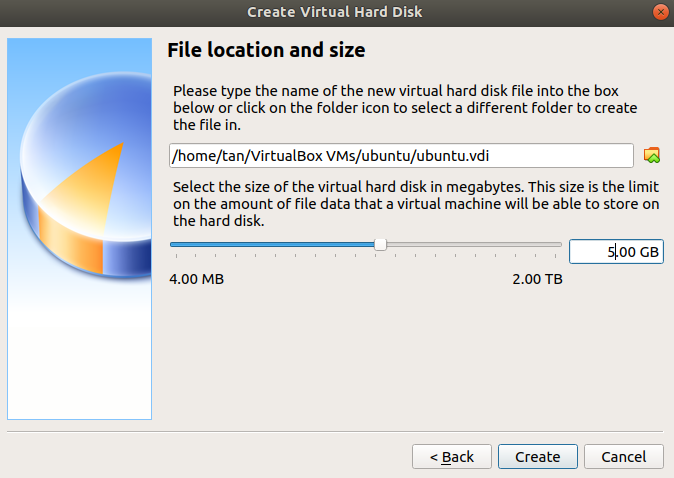 Create Virtual Hard Disk
File location and size
Please type the name of the new virtual hard disk file into the box
below or click on the folder icon to select a different folder to create
the file in.
/home/tan/VirtualBox VMs/ubuntu/ubuntu.vdi
Select the size of the virtual hard disk in megabytes. This size is the limit
on the amount of file data that a virtual machine will be able to store on
the hard disk.
5.00 GB
4.00 MB 2.00 TB
< Back Create Cancel